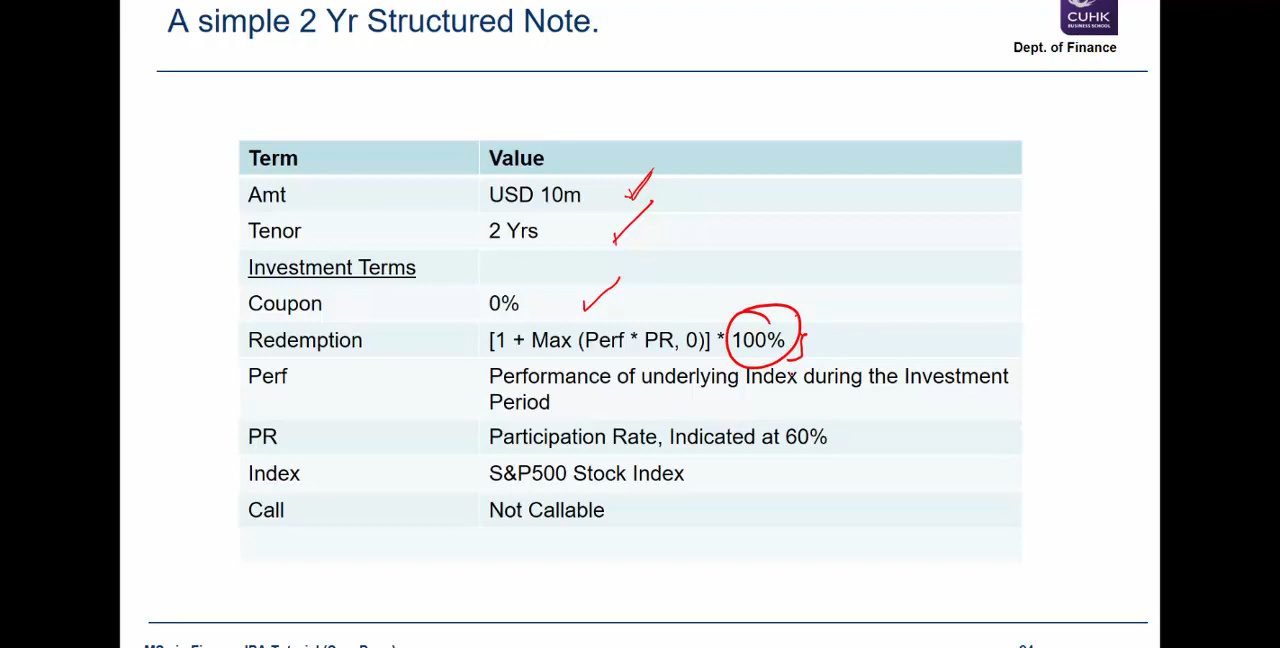 A simple 2 Yr Structured Note.
CUHK
BUSINESS SCHOOL
Dept. of Finance
Term Value
Amt USD 10m
Tenor 2 Yrs
Investment Terms
Coupon 0%
Redemption [1 + Max (Perf * PR, 0)] * 100%
Perf Performance of underlying Index during the Investment
Period
PR Participation Rate, Indicated at 60%
Index S&P500 Stock Index
Call Not Callable